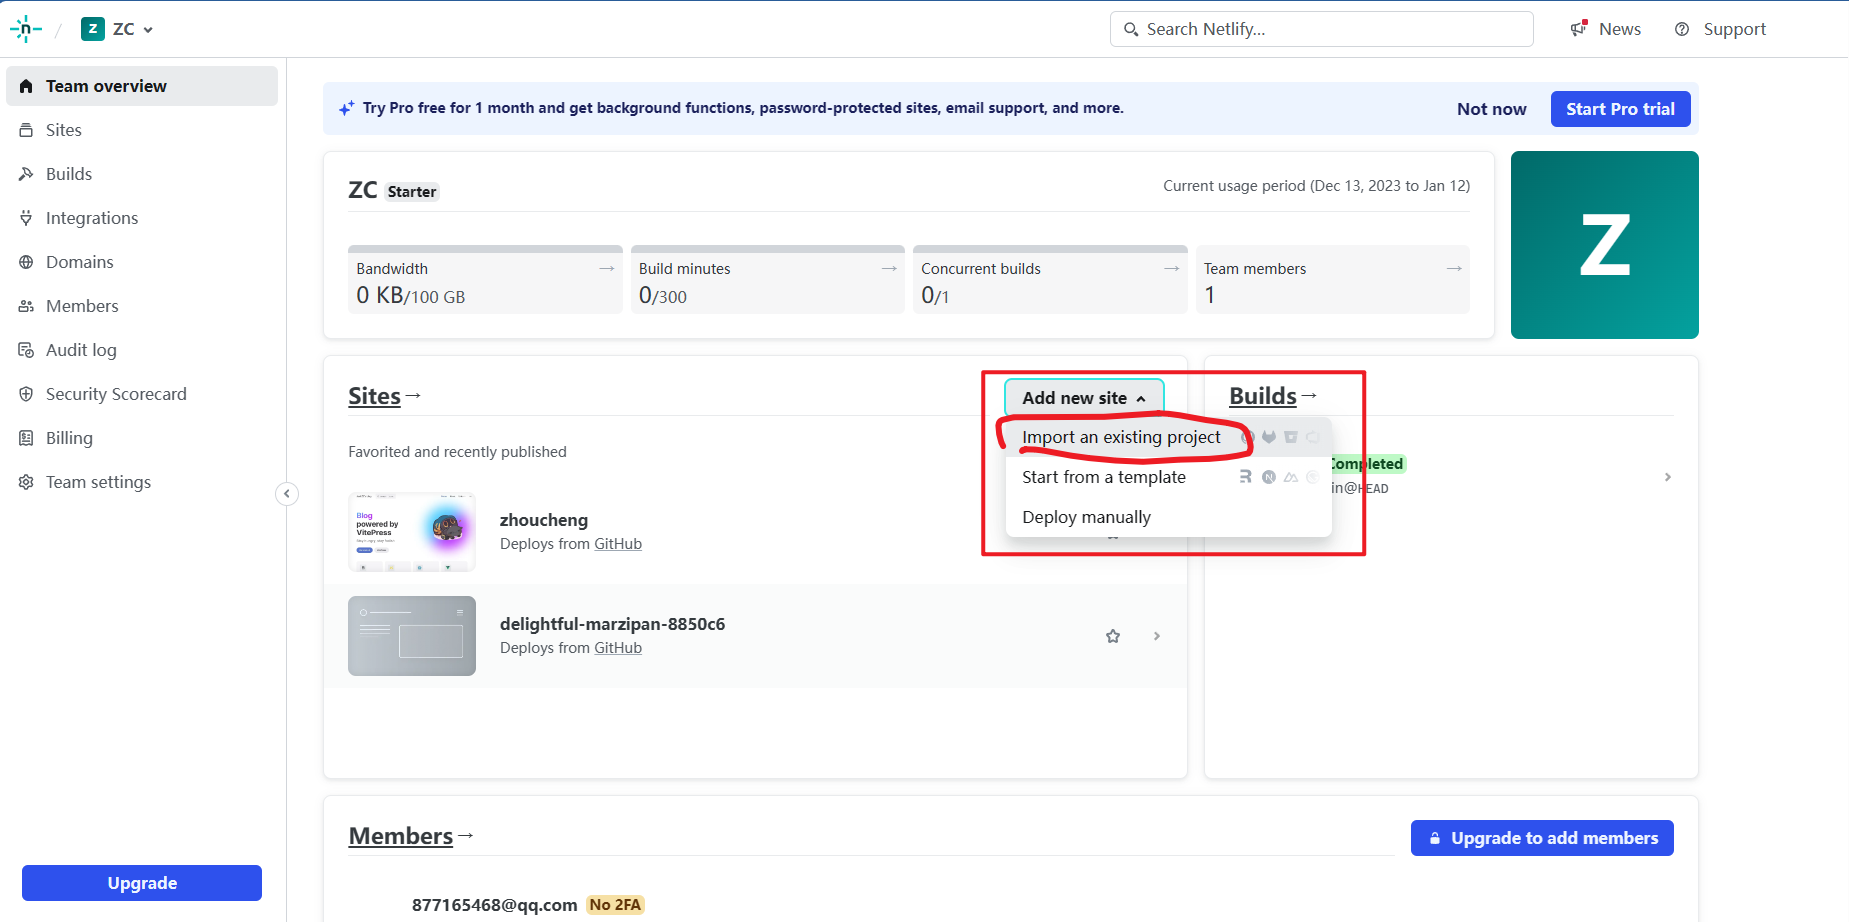 n / Z ZC
Search Netlify...
News
Support
Team overview
Sites
Builds
Integrations
Domains
Members
Audit log
Security Scorecard
Billing
Team settings
Upgrade
Try Pro free for 1 month and get background functions, password-protected sites, email support, and more.
Not now
Start Pro trial
ZC Starter
Current usage period (Dec 13, 2023 to Jan 12)
Bandwidth →
0 KB/100 GB
Build minutes →
0/300
Concurrent builds →
0/1
Team members →
1
Z
Sites →
Add new site
Import an existing project
Start from a template
Deploy manually
Favorited and recently published
Blog
powered by
VitePress
zhoucheng
Deploys from GitHub
delightful-marzipan-8850c6
Deploys from GitHub
Builds →
Completed
in@HEAD
Members →
Upgrade to add members
877165468@qq.com No 2FA